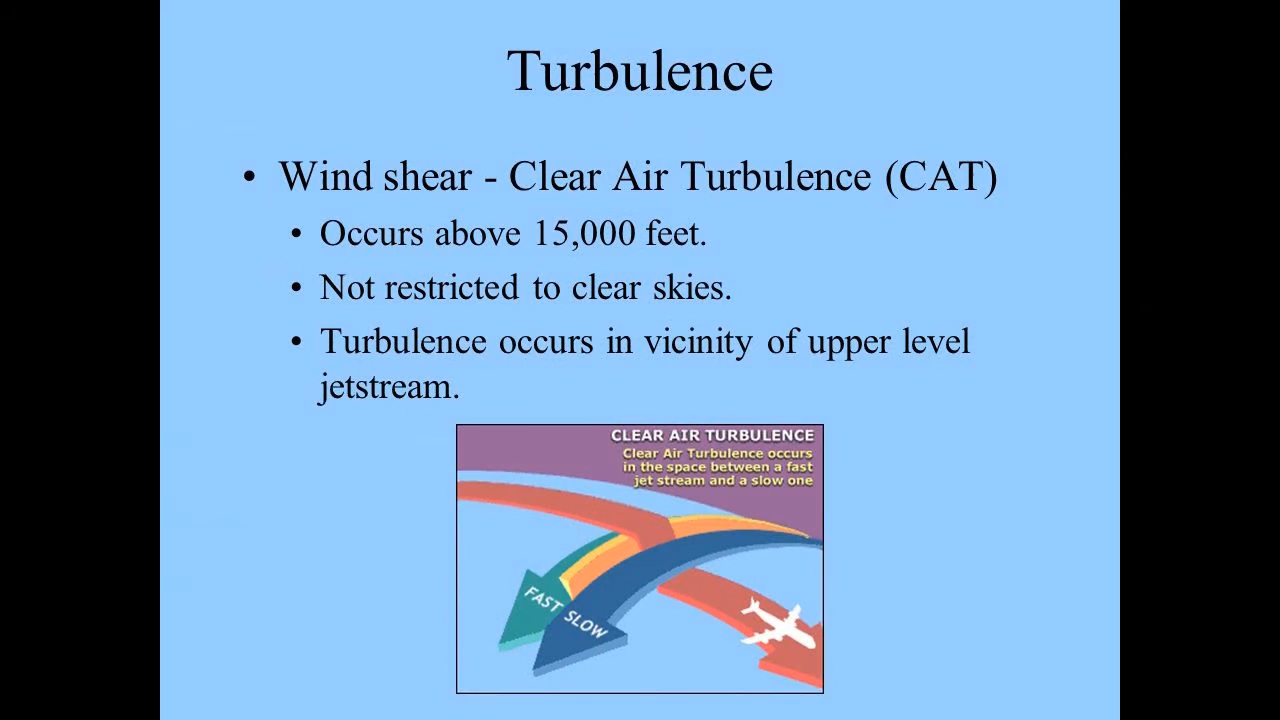 Turbulence
• Wind shear - Clear Air Turbulence (CAT)
• Occurs above 15,000 feet.
• Not restricted to clear skies.
• Turbulence occurs in vicinity of upper level
jetstream.
CLEAR AIR TURBULENCE
Clear Air Turbulence occurs
in the space between a fast
jet stream and a slow one
FAST
SLOW